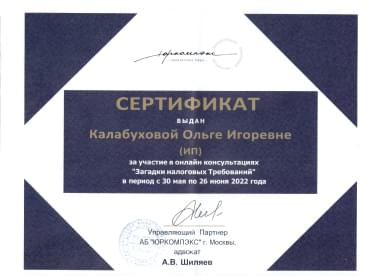 юркомпэкс
СЕРТИФИКАТ
ВЫДАН
Калабуховой Ольге Игоревне
(ИП)
за участие в онлайн консультациях
"Загадки налоговых Требований"
в период с 30 мая по 26 июня 2022 года
Управляющий Партнер
АБ "ЮРКОМПЭКС" г. Москвы,
адвокат
А.В. Шиляев